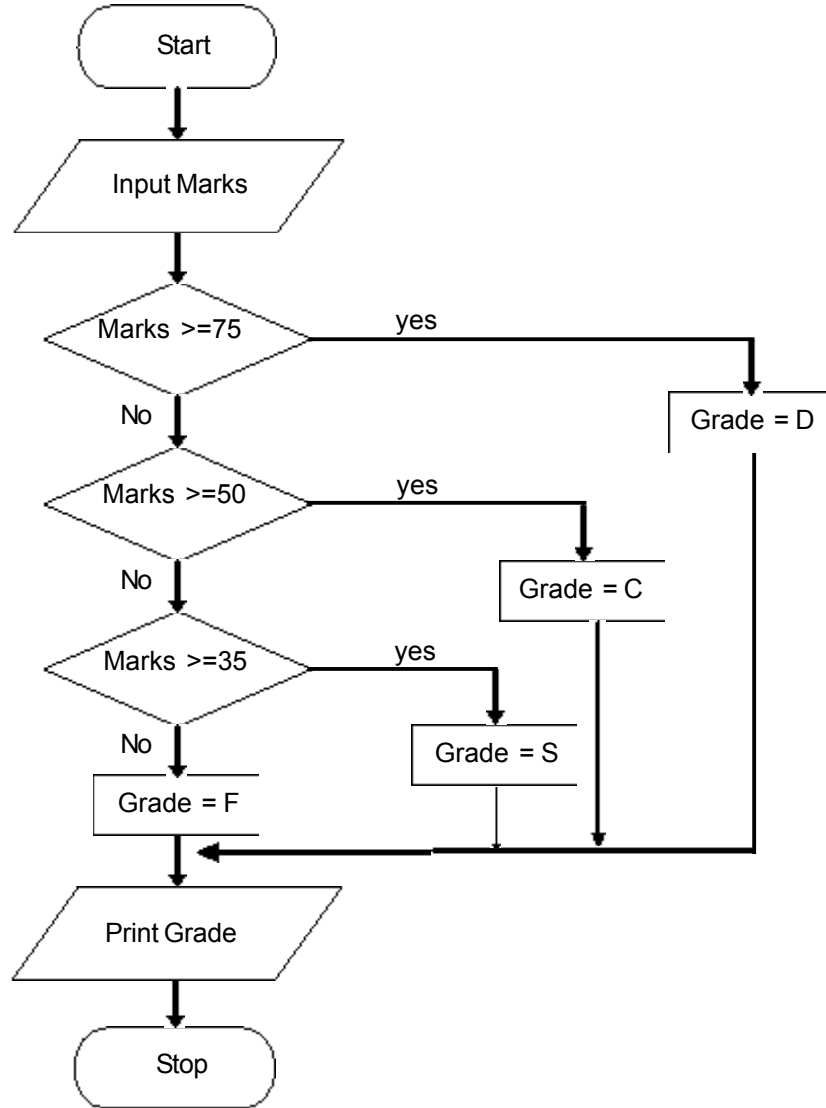 Start
Input Marks
Marks >=75
yes
No
Grade = D
Marks >=50
yes
No
Grade = C
Marks >=35
yes
No
Grade = S
Grade = F
Print Grade
Stop